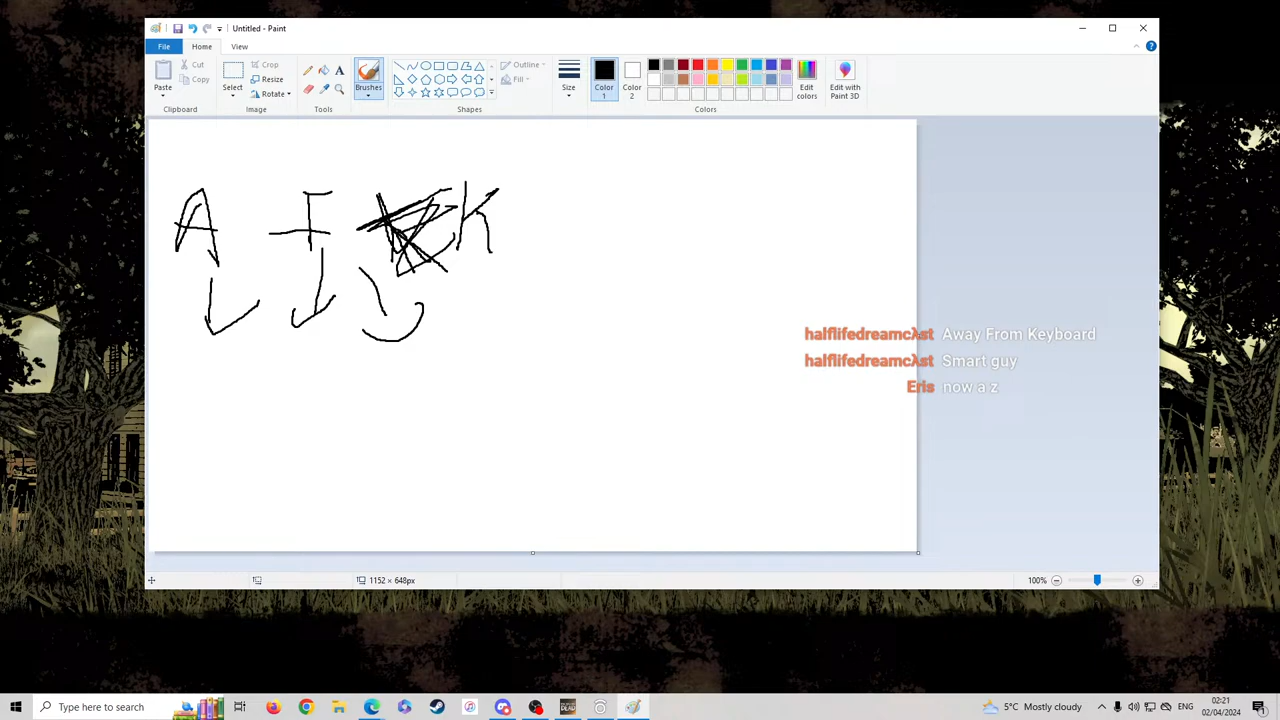 Untitled - Paint
File Home View
Paste Cut Copy
Clipboard
Select Crop Resize Rotate
Image
A
Tools
Brushes
Outline Fill
Shapes
Size
Color 1
Color 2
Edit colors
Colors
Edit with Paint 3D
A F K
halflifedreamcλst Away From Keyboard
halflifedreamcλst Smart guy
Eris now a z
1152 × 648px
100%
Type here to search
5°C Mostly cloudy
ENG
02:21
02/04/2024